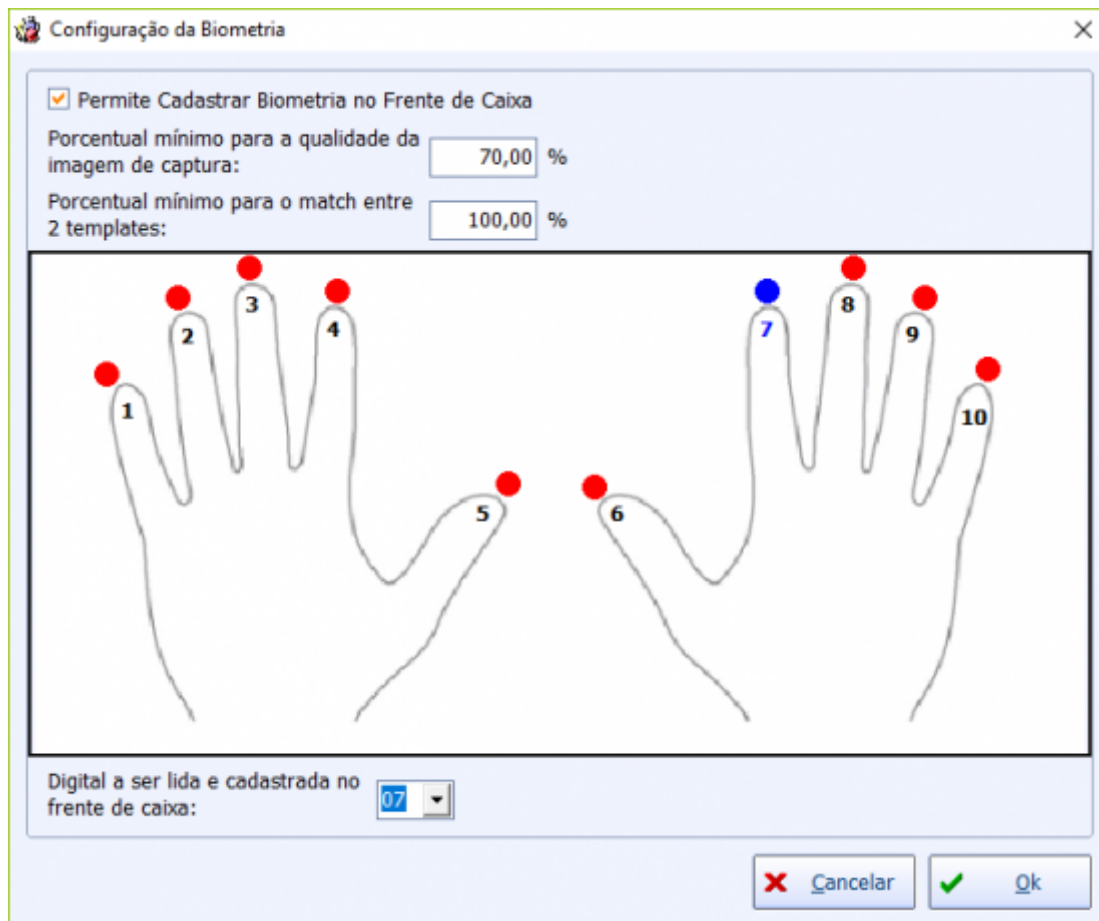 Configuração da Biometria
Permite Cadastrar Biometria no Frente de Caixa
Porcentual mínimo para a qualidade da
imagem de captura:
70,00 %
Porcentual mínimo para o match entre
2 templates:
100,00 %
1
2
3
4
5
6
7
8
9
10
Digital a ser lida e cadastrada no
frente de caixa:
07
Cancelar
Ok